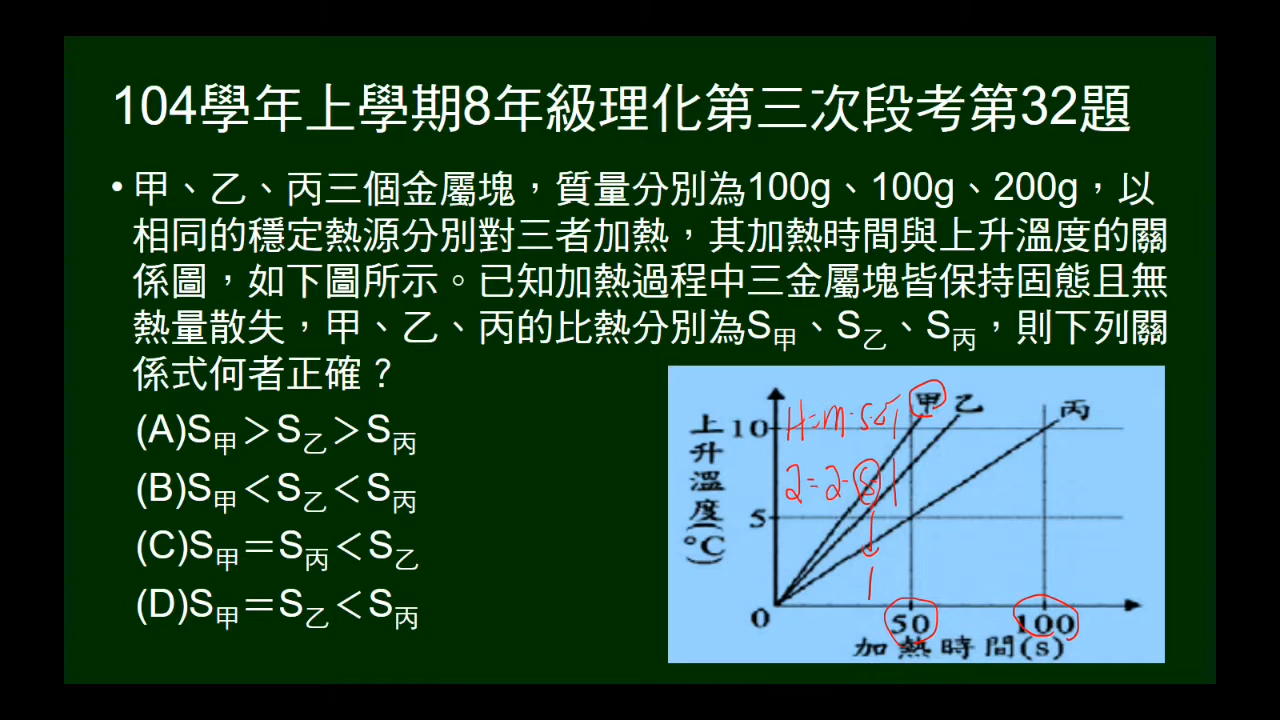 104學年上學期8年級理化第三次段考第32題
•甲、乙、丙三個金屬塊，質量分別為100g、100g、200g，以
相同的穩定熱源分別對三者加熱，其加熱時間與上升溫度的關
係圖，如下圖所示。已知加熱過程中三金屬塊皆保持固態且無
熱量散失，甲、乙、丙的比熱分別為S甲、S乙、S丙，則下列關
係式何者正確？
(A)S甲＞S乙＞S丙
(B)S甲＜S乙＜S丙
(C)S甲＝S丙＜S乙
(D)S甲＝S乙＜S丙
上升溫度(°C)
10
5
0
甲 乙 丙
H=m·s·
2=2·s·1
1
50 100
加熱時間(s)